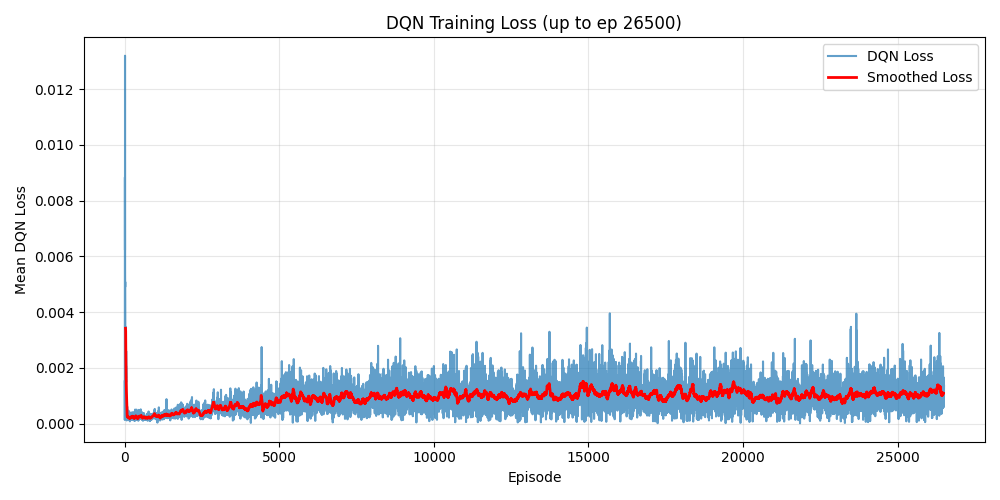 DQN Training Loss (up to ep 26500)
DQN Loss
Smoothed Loss
Mean DQN Loss
0.012
0.010
0.008
0.006
0.004
0.002
0.000
0
5000
10000
15000
20000
25000
Episode